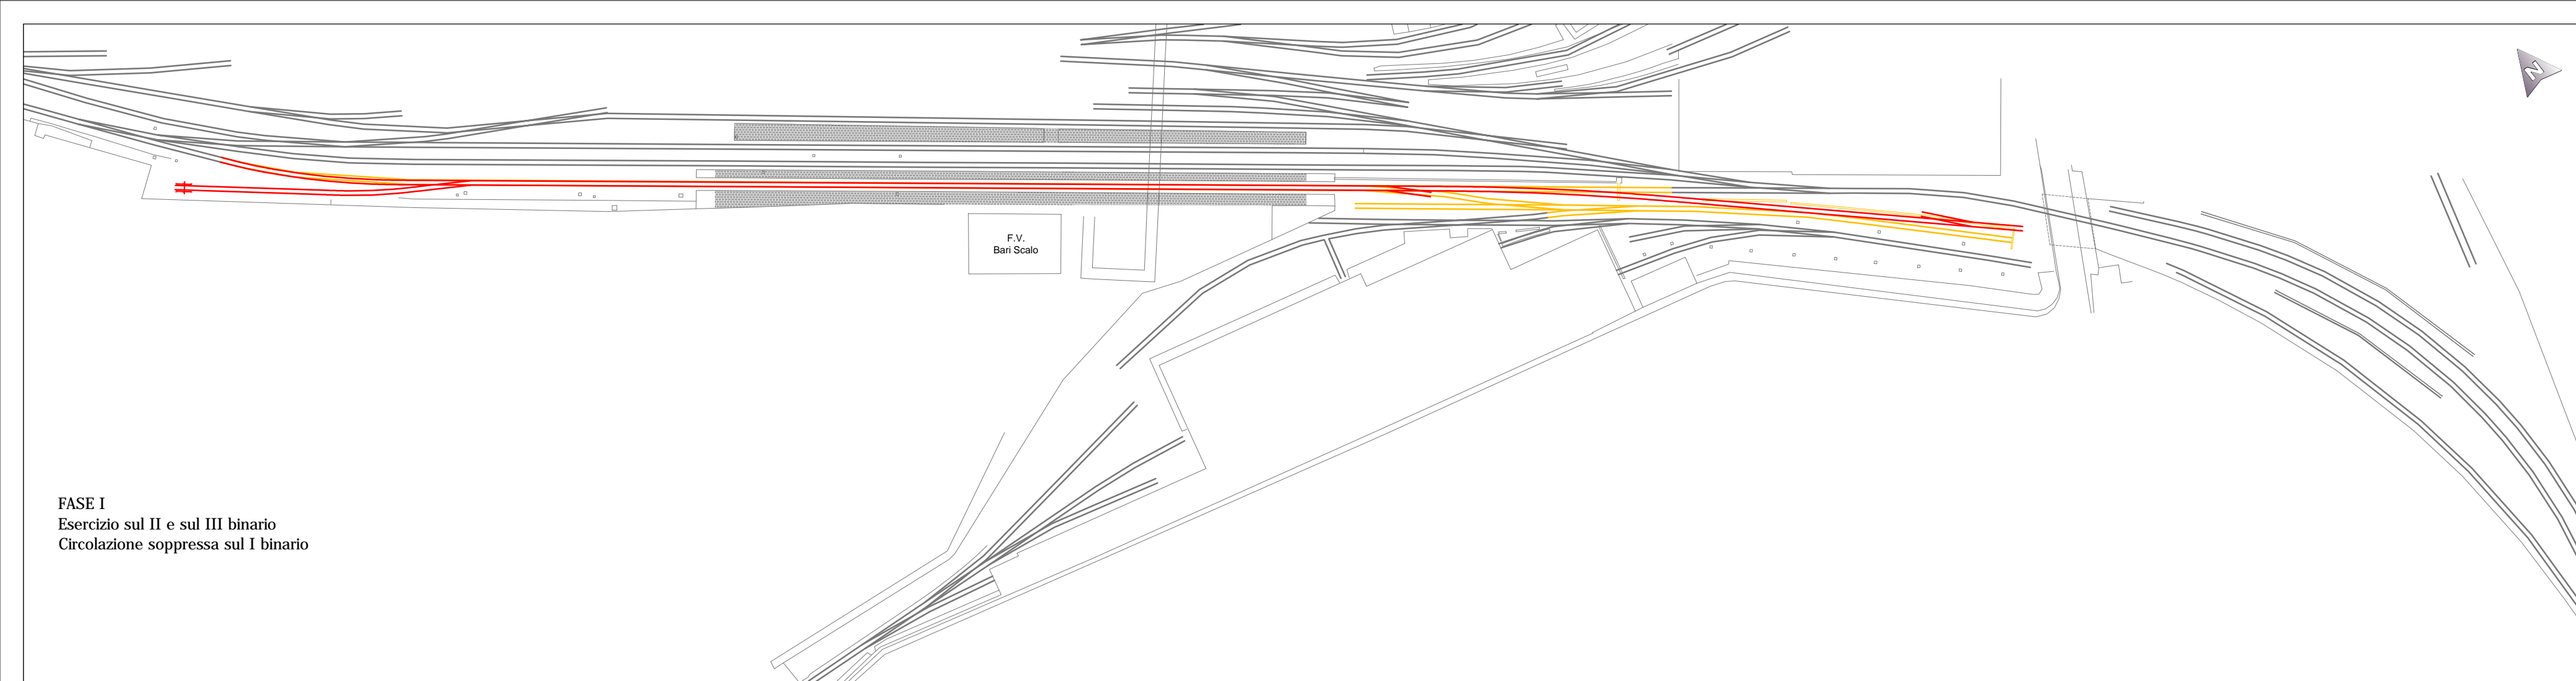 N
F.V.
Bari Scalo
FASE I
Esercizio sul II e sul III binario
Circolazione soppressa sul I binario